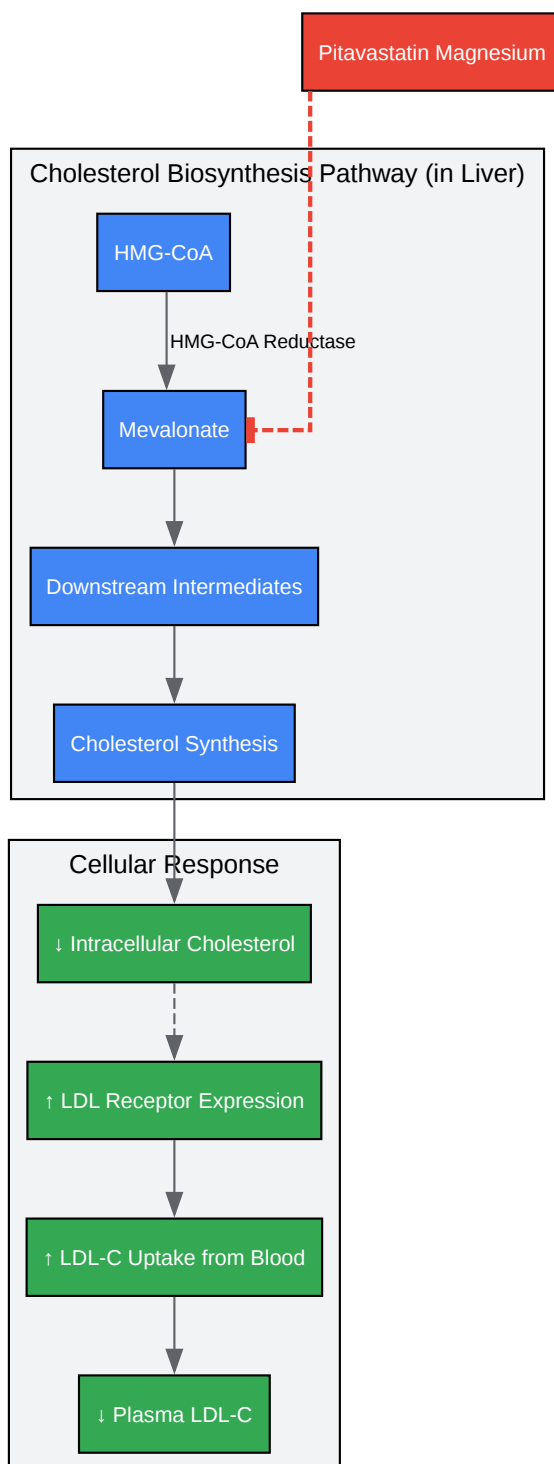 Pitavastatin Magnesium
Cholesterol Biosynthesis Pathway (in Liver)
HMG-CoA
HMG-CoA Reductase
Mevalonate
Downstream Intermediates
Cholesterol Synthesis
Cellular Response
↓ Intracellular Cholesterol
↑ LDL Receptor Expression
↑ LDL-C Uptake from Blood
↓ Plasma LDL-C